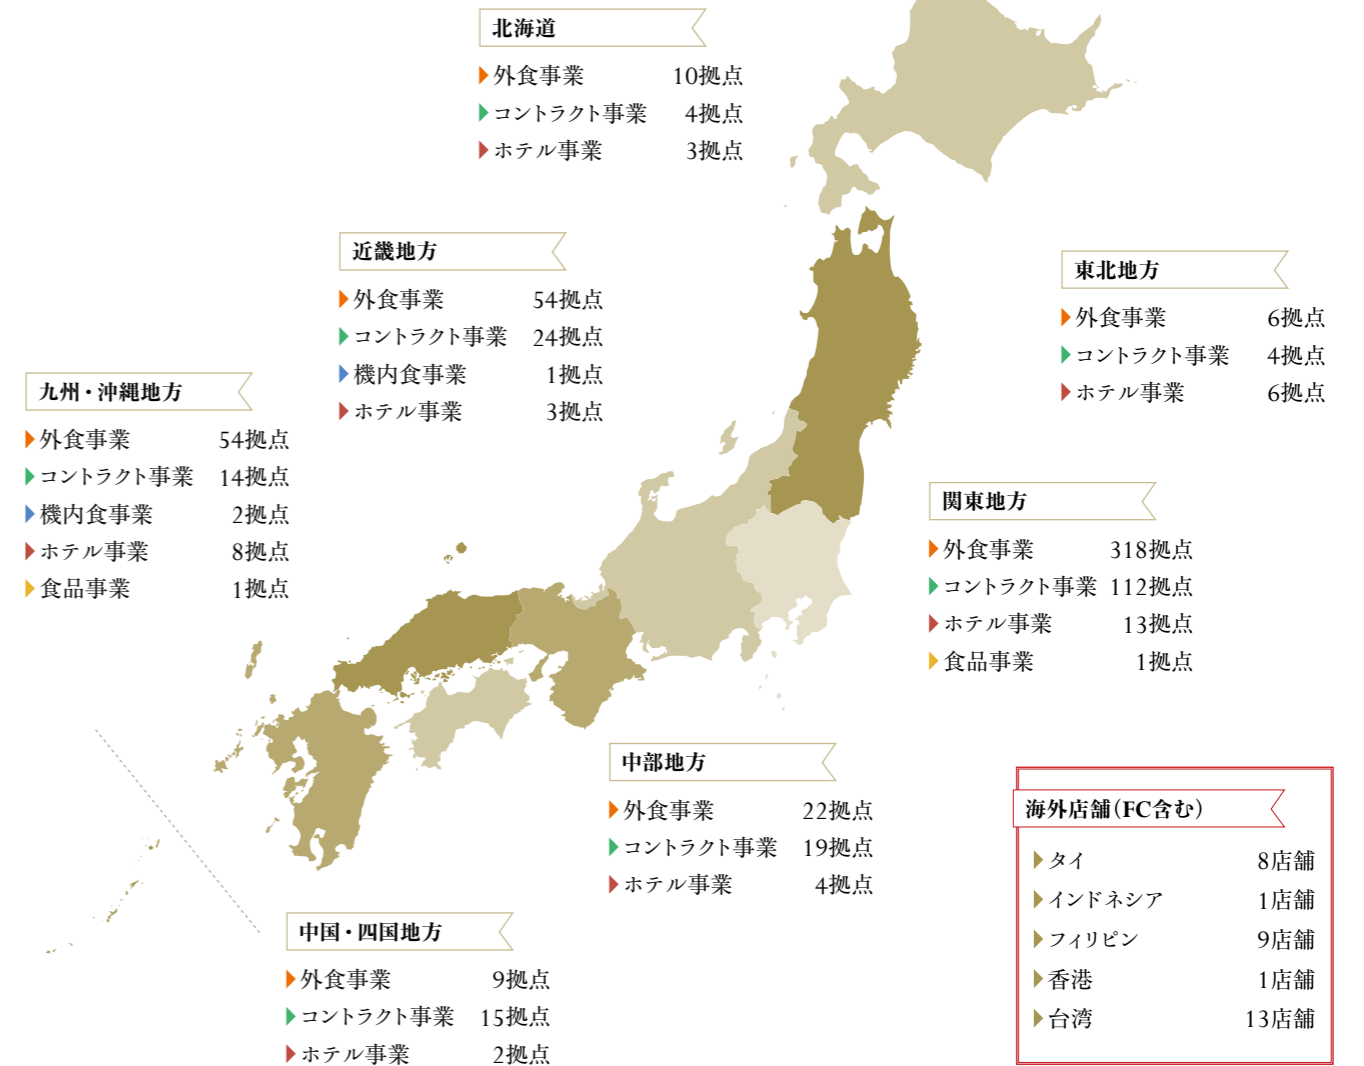 北海道
外食事業 10拠点
コントラクト事業 4拠点
ホテル事業 3拠点
近畿地方
外食事業 54拠点
コントラクト事業 24拠点
機内食事業 1拠点
ホテル事業 3拠点
東北地方
外食事業 6拠点
コントラクト事業 4拠点
ホテル事業 6拠点
九州・沖縄地方
外食事業 54拠点
コントラクト事業 14拠点
機内食事業 2拠点
ホテル事業 8拠点
食品事業 1拠点
関東地方
外食事業 318拠点
コントラクト事業 112拠点
ホテル事業 13拠点
食品事業 1拠点
中部地方
外食事業 22拠点
コントラクト事業 19拠点
ホテル事業 4拠点
海外店舗(FC含む)
タイ 8店舗
インドネシア 1店舗
フィリピン 9店舗
香港 1店舗
台湾 13店舗
中国・四国地方
外食事業 9拠点
コントラクト事業 15拠点
ホテル事業 2拠点